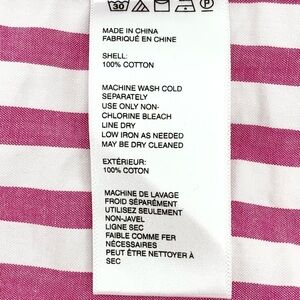 30
P
MADE IN CHINA
FABRIQUÉ EN CHINE
SHELL:
100% COTTON
MACHINE WASH COLD
SEPARATELY
USE ONLY NON-
CHLORINE BLEACH
LINE DRY
LOW IRON AS NEEDED
MAY BE DRY CLEANED
EXTÉRIEUR:
100% COTON
MACHINE DE LAVAGE
FROID SÉPARÉMENT
UTILISEZ SEULEMENT
NON-JAVEL
LIGNE SEC
FAIBLE COMME FER
NÉCESSAIRES
PEUT ÊTRE NETTOYER À
SEC